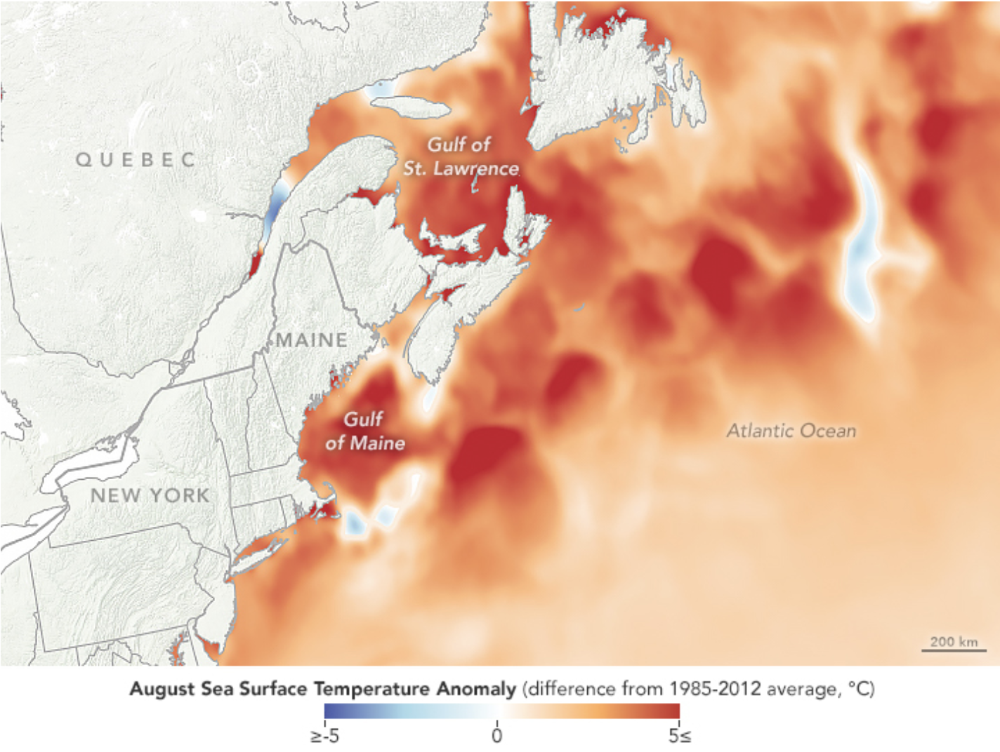 Gulf of
St. Lawrence
QUEBEC
MAINE
Gulf
of Maine
Atlantic Ocean
NEW YORK
200 km
August Sea Surface Temperature Anomaly (difference from 1985-2012 average, °C)
≥-5 0 5≤